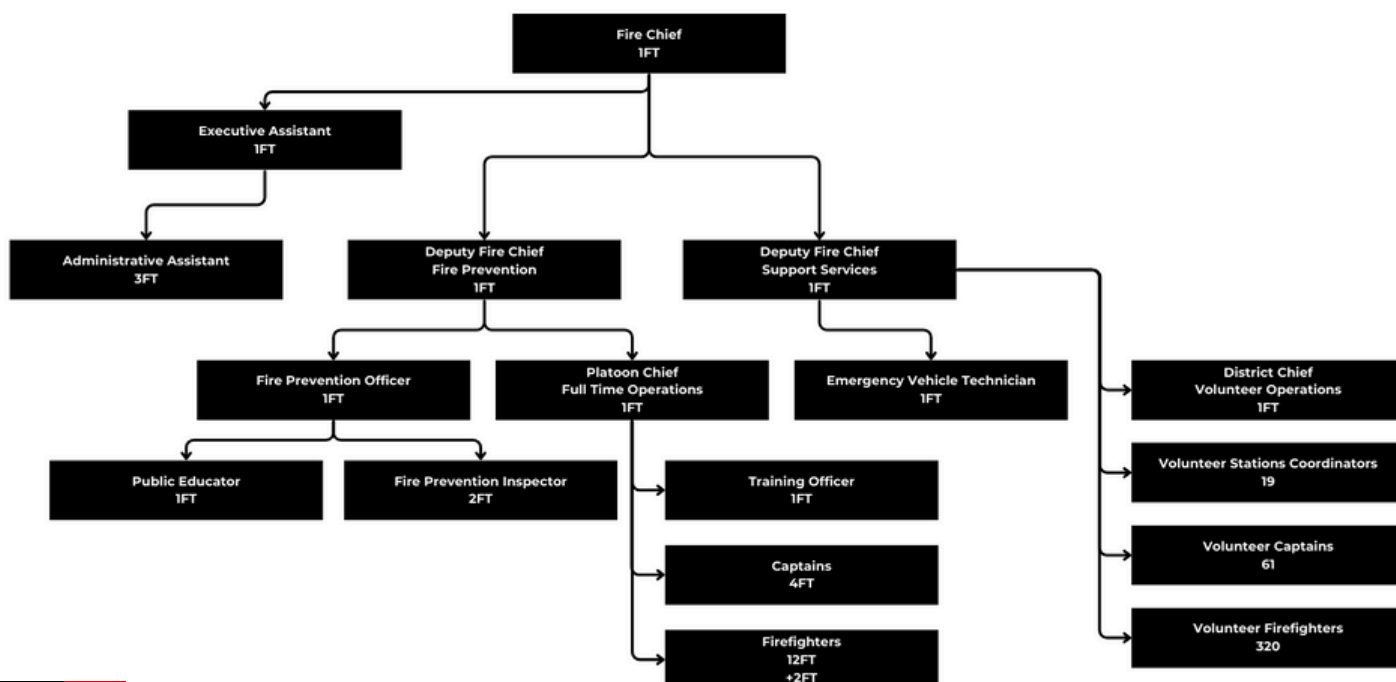 Fire Chief
1FT
Executive Assistant
1FT
Administrative Assistant
3FT
Deputy Fire Chief
Fire Prevention
1FT
Deputy Fire Chief
Support Services
1FT
Fire Prevention Officer
1FT
Platoon Chief
Full Time Operations
1FT
Emergency Vehicle Technician
1FT
District Chief
Volunteer Operations
1FT
Public Educator
1FT
Fire Prevention Inspector
2FT
Training Officer
1FT
Volunteer Stations Coordinators
19
Captains
4FT
Volunteer Captains
61
Firefighters
12FT
+2FT
Volunteer Firefighters
320